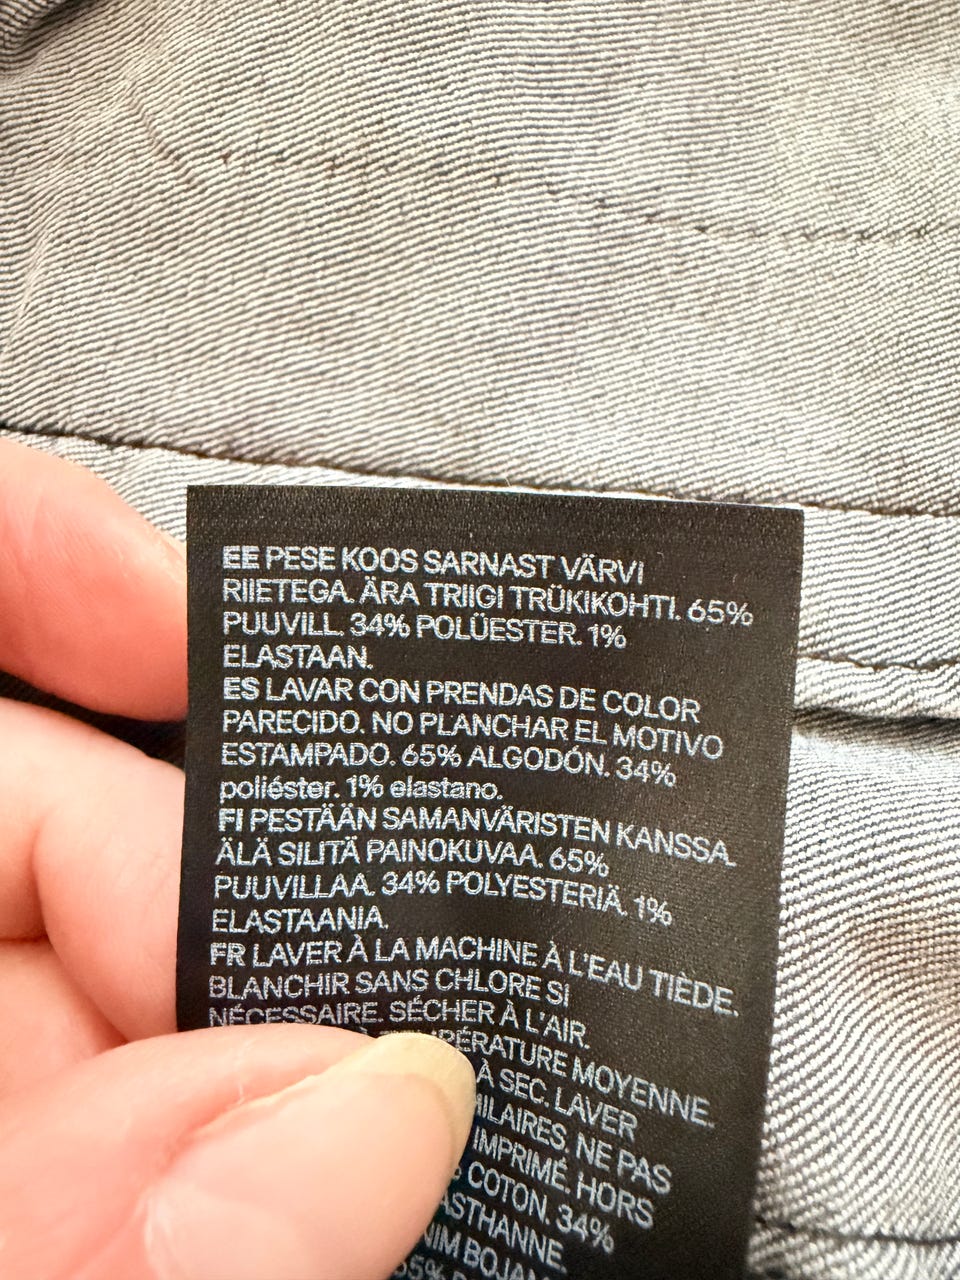 EE PESE KOOS SARNAST VÄRVI
RIIETEGA. ÄRA TRIIGI TRÜKIKOHTI. 65%
PUUVILL. 34% POLÜESTER. 1%
ELASTAAN.
ES LAVAR CON PRENDAS DE COLOR
PARECIDO. NO PLANCHAR EL MOTIVO
ESTAMPADO. 65% ALGODÓN. 34%
poliéster. 1% elastano.
FI PESTÄÄN SAMANVÄRISTEN KANSSA.
ÄLÄ SILITÄ PAINOKUVAA. 65%
PUUVILLAA. 34% POLYESTERIÄ. 1%
ELASTAANIA.
FR LAVER À LA MACHINE À L'EAU TIÈDE.
BLANCHIR SANS CHLORE SI
NÉCESSAIRE. SÉCHER À L'AIR.
MOYENNE.
À SEC. LAVER
NE PAS
IMPRIMÉ. HORS
COTON. 34%